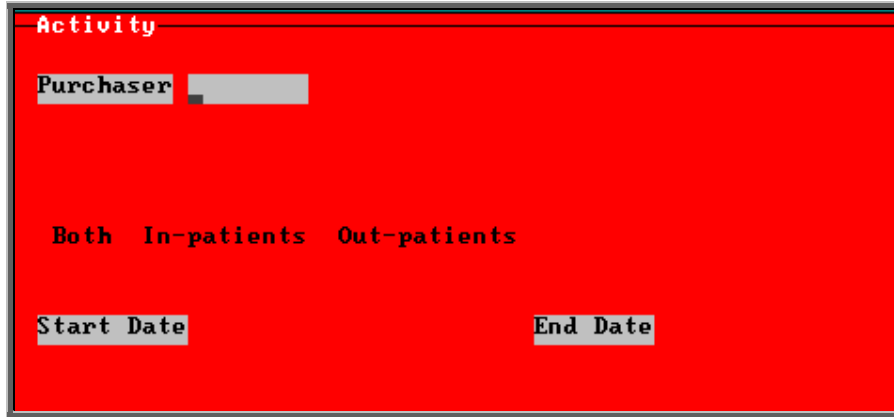 Activity
Purchaser
Both In-patients Out-patients
Start Date End Date